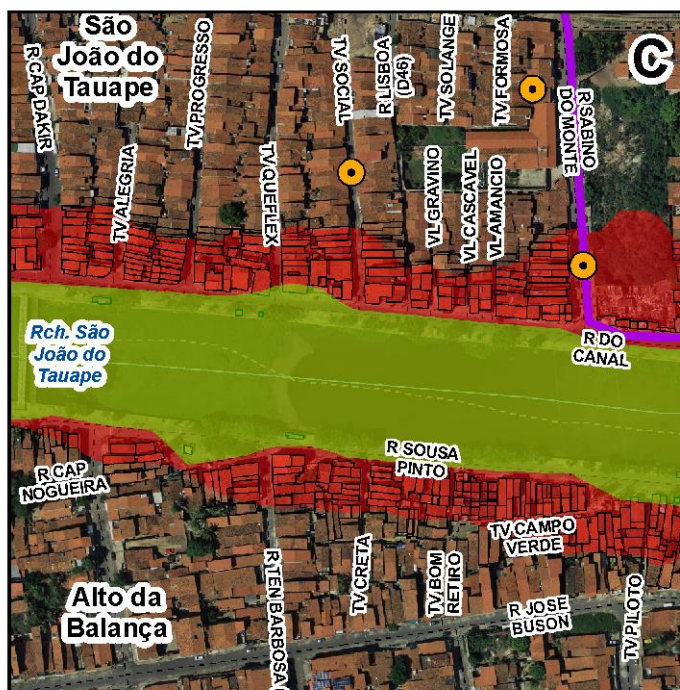 São
João do
Tauape
C
R CAP DAKIR
TV ALEGRIA
TV PROGRESSO
TV QUEFLEX
TV SOCIAL
R LISBOA
(D46)
TV SOLANGE
TV FORMOSA
R SABINO
DO MONTE
VL GRAVINO
VL CASCAVEL
VL AMANCIO
Rch. São
João do
Tauape
R DO
CANAL
R SOUSA
PINTO
R CAP
NOGUEIRA
TV CAMPO
VERDE
Alto da
Balança
R TEN BARBOSA
TV CRETA
TV BOM
RETIRO
R JOSE
BUSON
TV PILOTO